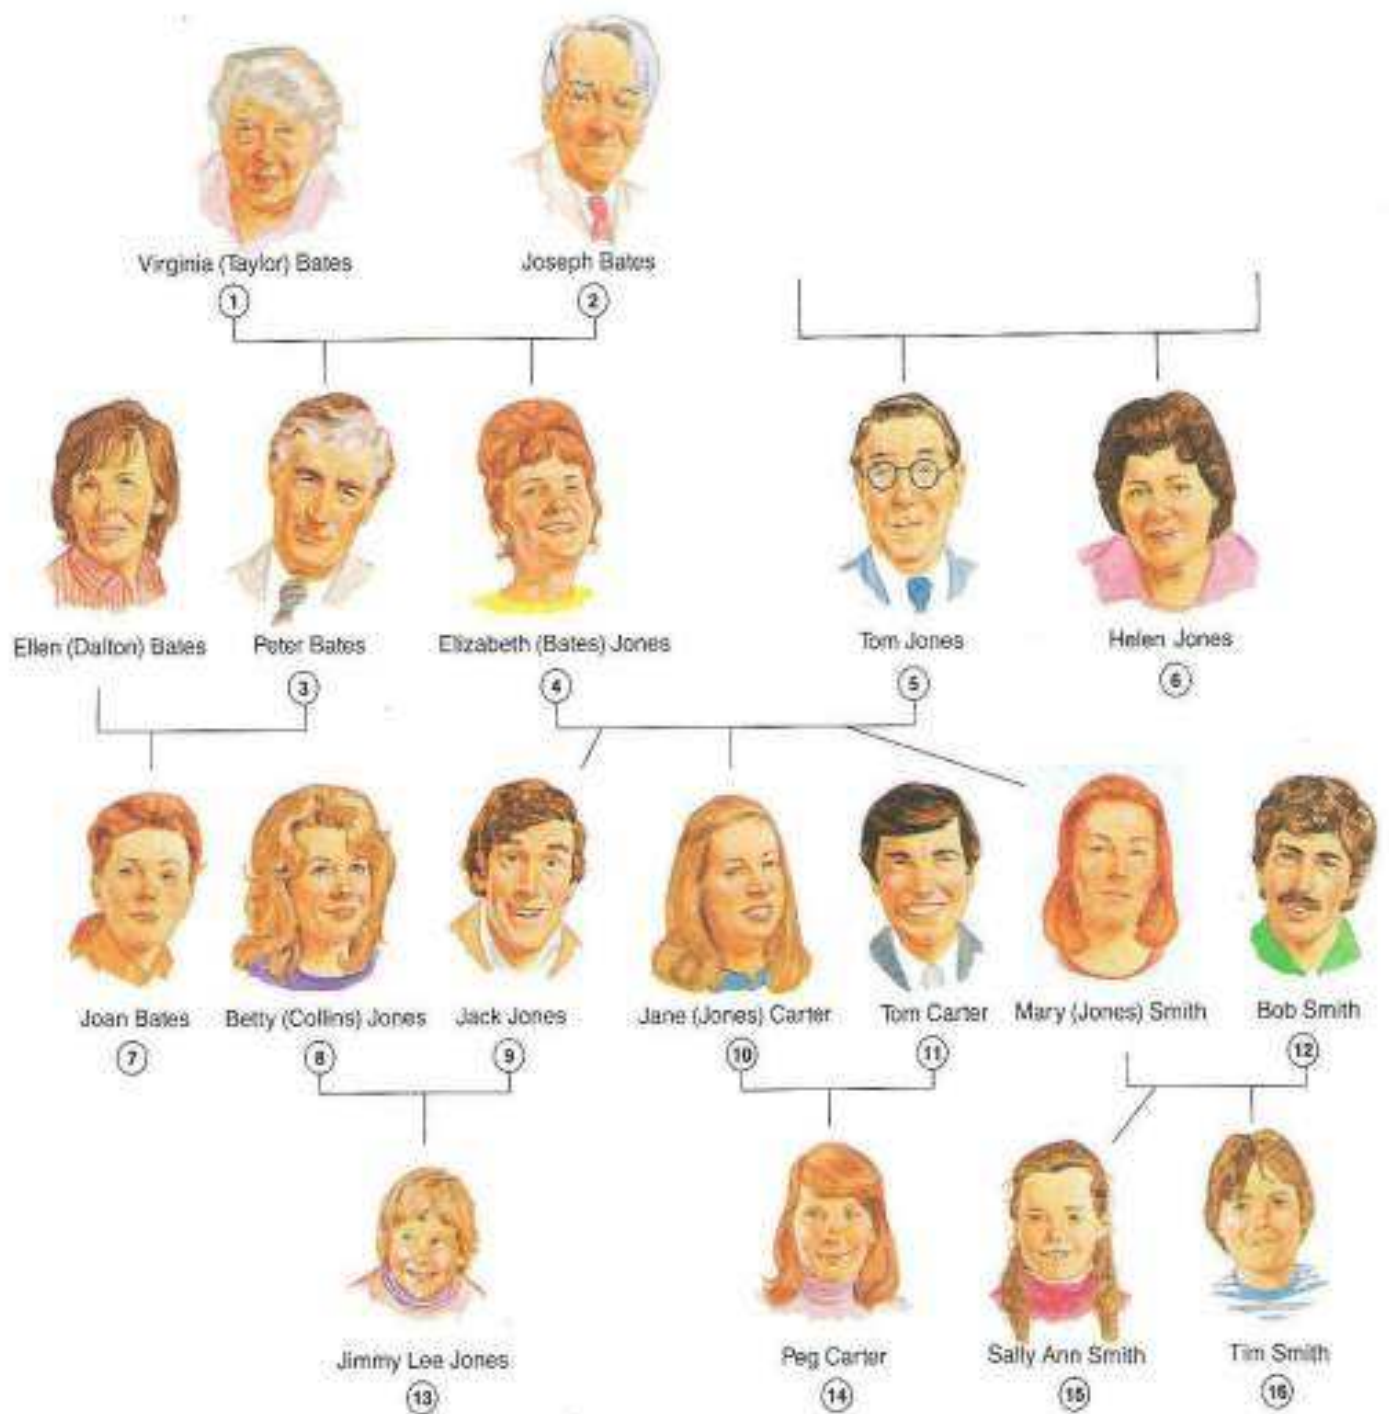 Virginia (Taylor) Bates
Joseph Bates
1
2
Ellen (Dalton) Bates
Peter Bates
Elizabeth (Bates) Jones
Tom Jones
Helen Jones
3
4
5
6
Joan Bates
Betty (Collins) Jones
Jack Jones
Jane (Jones) Carter
Tom Carter
Mary (Jones) Smith
Bob Smith
7
8
9
10
11
12
Jimmy Lee Jones
Peg Carter
Sally Ann Smith
Tim Smith
13
14
15
16